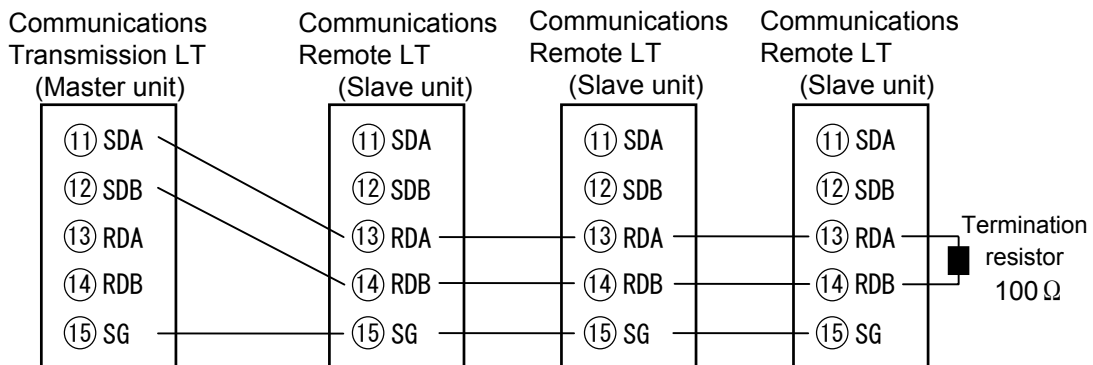 Communications
Transmission LT
(Master unit)
Communications
Remote LT
(Slave unit)
Communications
Remote LT
(Slave unit)
Communications
Remote LT
(Slave unit)
⑪ SDA
⑫ SDB
⑬ RDA
⑭ RDB
⑮ SG
⑪ SDA
⑫ SDB
⑬ RDA
⑭ RDB
⑮ SG
⑪ SDA
⑫ SDB
⑬ RDA
⑭ RDB
⑮ SG
⑪ SDA
⑫ SDB
⑬ RDA
⑭ RDB
⑮ SG
Termination
resistor
100 Ω